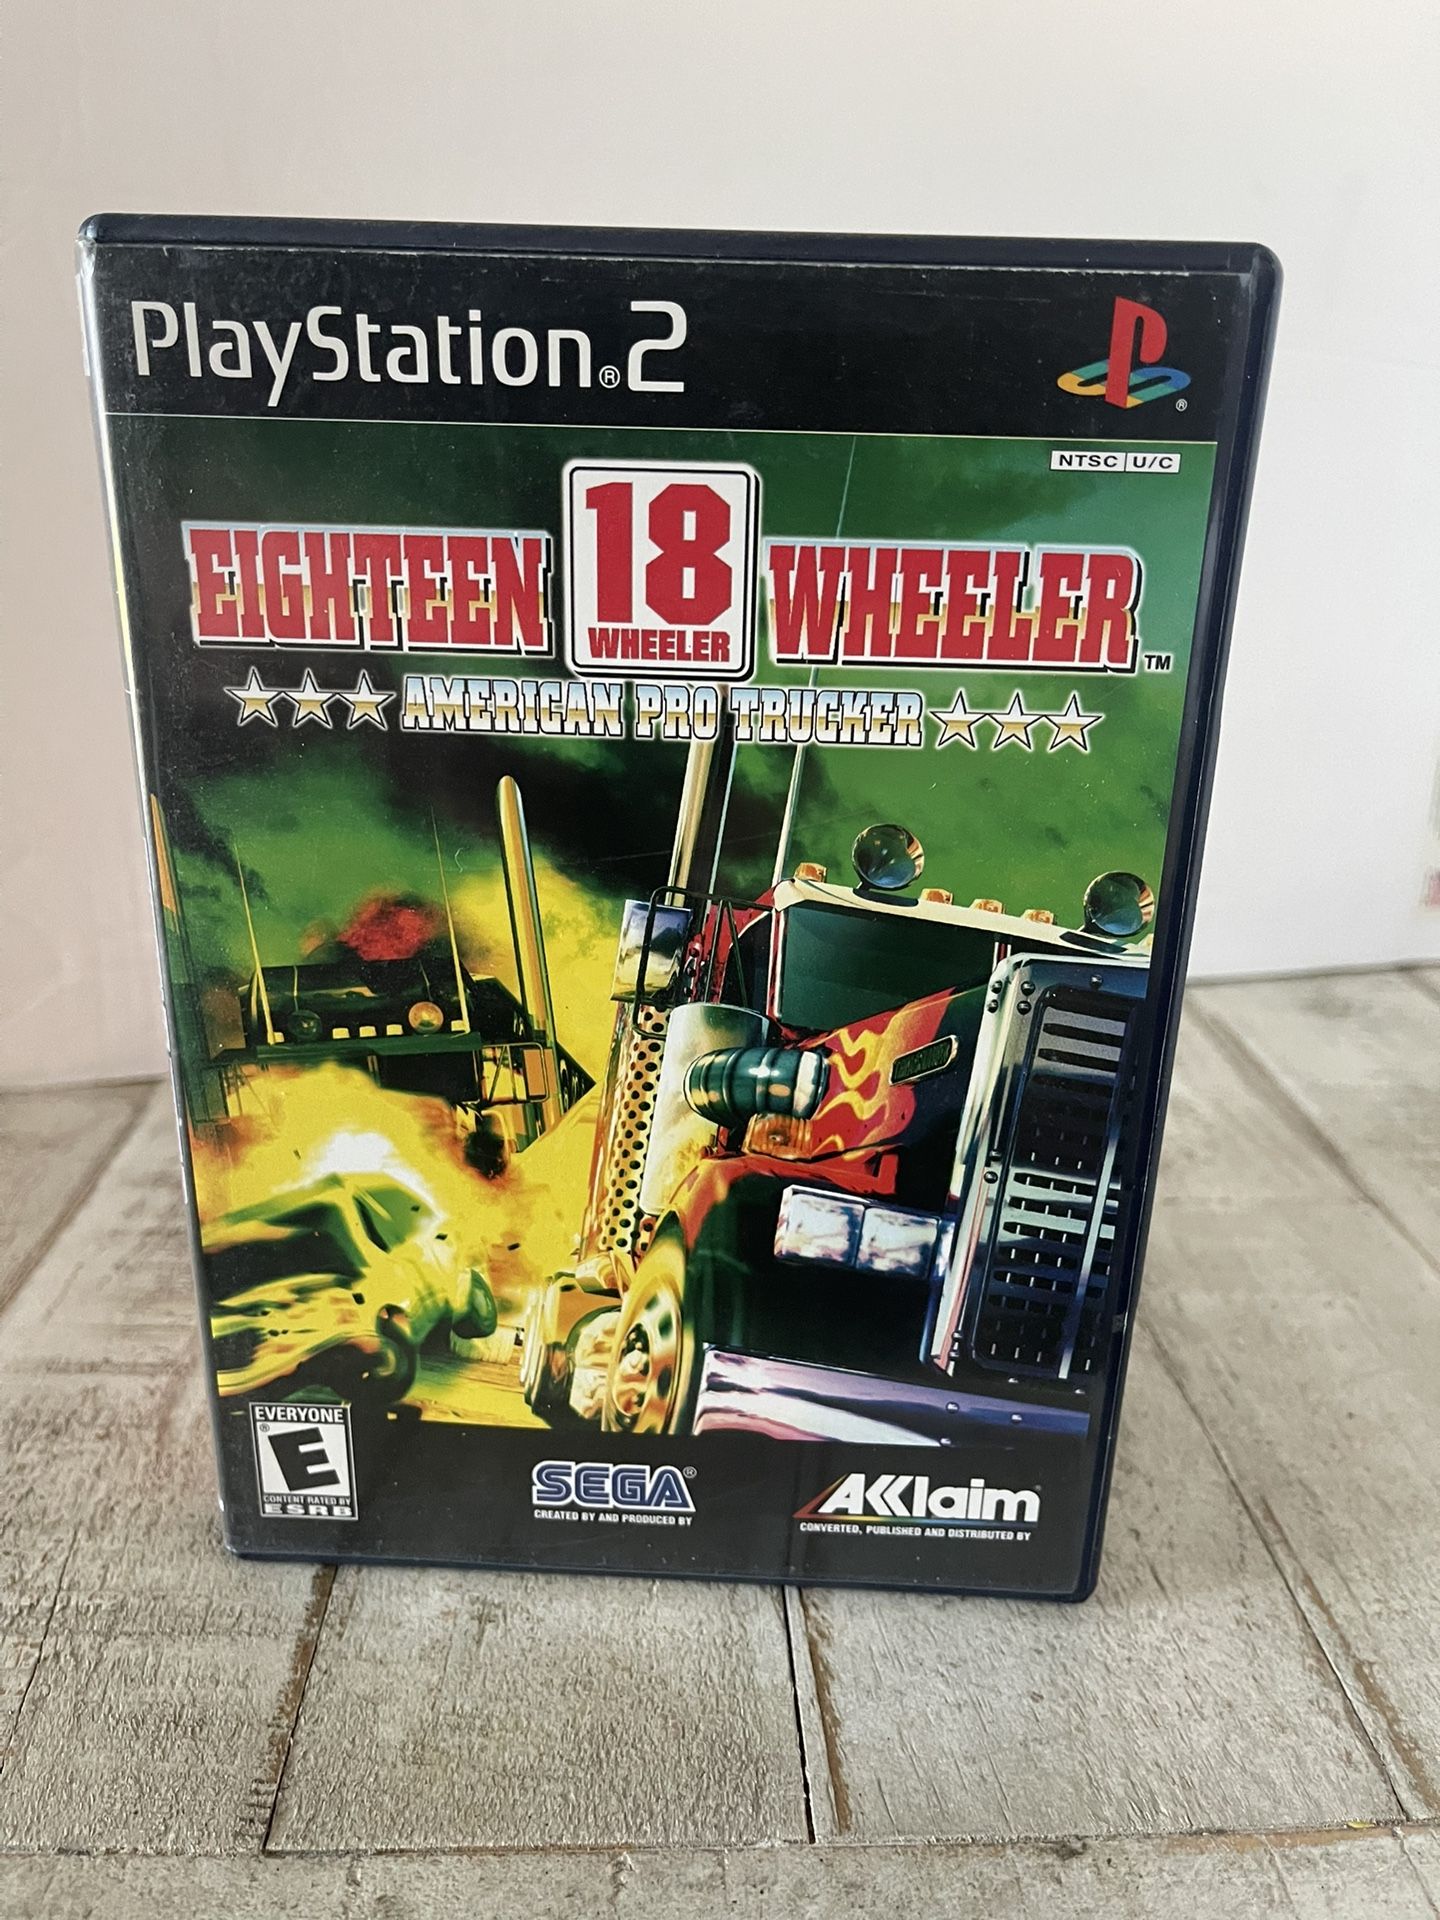 PlayStation®2
®
NTSC U/C
EIGHTEEN 18 WHEELER WHEELER™
AMERICAN PRO TRUCKER
EVERYONE
®
E
CONTENT RATED BY
ESRB
SEGA®
CREATED BY AND PRODUCED BY
AKKlaim®
CONVERTED, PUBLISHED AND DISTRIBUTED BY